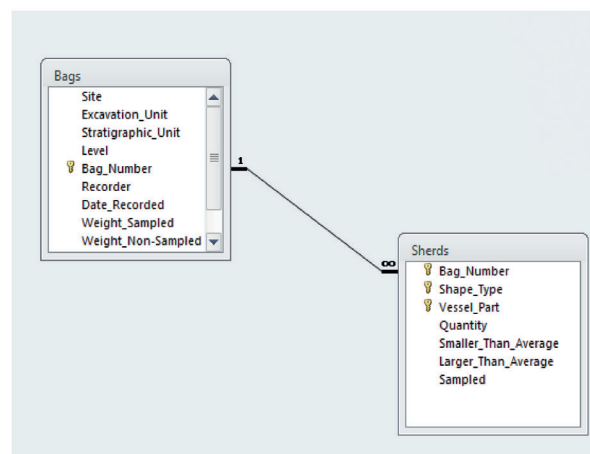 Bags
Site
Excavation_Unit
Stratigraphic_Unit
Level
Bag_Number
Recorder
Date_Recorded
Weight_Sampled
Weight_Non-Sampled
1
∞
Sherds
Bag_Number
Shape_Type
Vessel_Part
Quantity
Smaller_Than_Average
Larger_Than_Average
Sampled